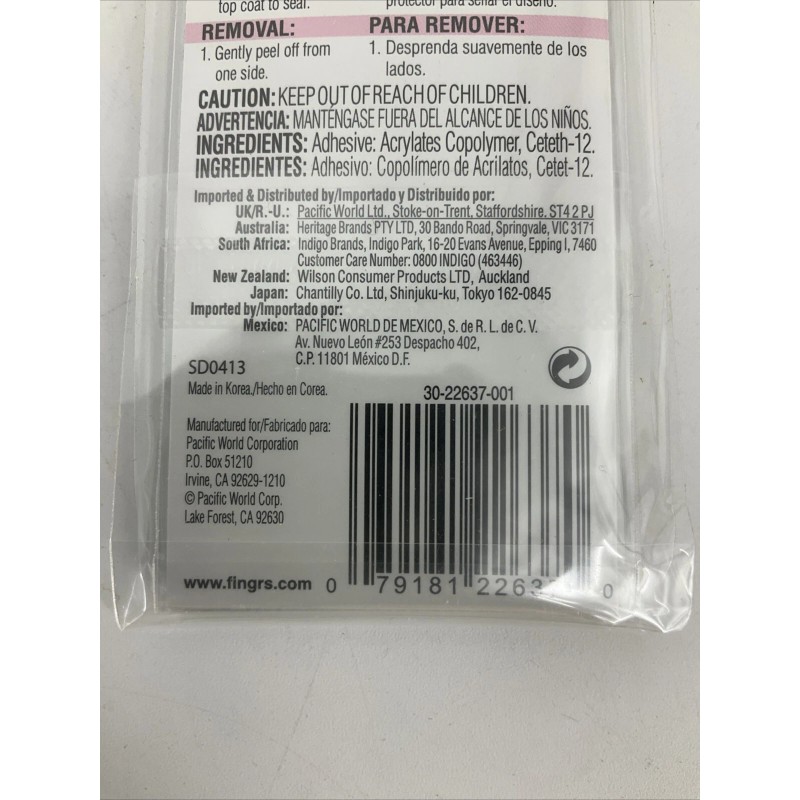 top coat to seal.
protector para sellar el diseño.
REMOVAL:
1. Gently peel off from
one side.
PARA REMOVER:
1. Desprenda suavemente de los
lados.
CAUTION: KEEP OUT OF REACH OF CHILDREN.
ADVERTENCIA: MANTÉNGASE FUERA DEL ALCANCE DE LOS NIÑOS.
INGREDIENTS: Adhesive: Acrylates Copolymer, Ceteth-12.
INGREDIENTES: Adhesivo: Copolímero de Acrilatos, Cetet-12.
Imported & Distributed by/Importado y Distribuido por:
UK/R.-U.: Pacific World Ltd., Stoke-on-Trent, Staffordshire. ST4 2 PJ
Australia: Heritage Brands PTY LTD, 30 Bando Road, Springvale, VIC 3171
South Africa: Indigo Brands, Indigo Park, 16-20 Evans Avenue, Epping I, 7460
Customer Care Number: 0800 INDIGO (463446)
New Zealand: Wilson Consumer Products LTD, Auckland
Japan: Chantilly Co. Ltd, Shinjuku-ku, Tokyo 162-0845
Imported by/Importado por:
Mexico: PACIFIC WORLD DE MEXICO, S. de R. L. de C. V.
Av. Nuevo León #253 Despacho 402,
C.P. 11801 México D.F.
SD0413
Made in Korea./Hecho en Corea.
30-22637-001
Manufactured for/Fabricado para:
Pacific World Corporation
P.O. Box 51210
Irvine, CA 92629-1210
© Pacific World Corp.
Lake Forest, CA 92630
www.fingrs.com
0 79181 22637 0